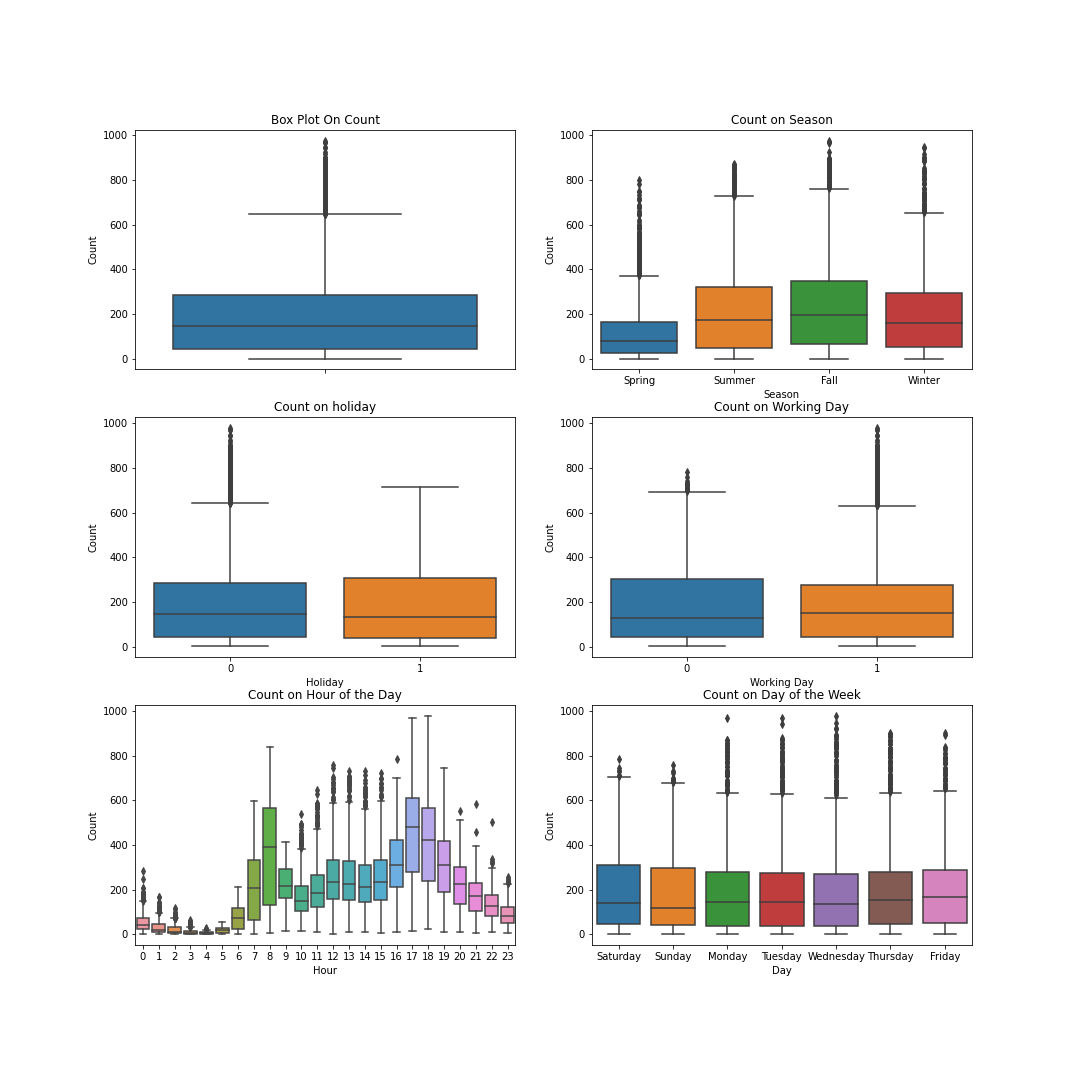 Box Plot On Count
1000
800
600
400
200
0
Count
Count on Season
1000
800
600
400
200
0
Count
Spring Summer Fall Winter
Season
Count on holiday
1000
800
600
400
200
0
Count
0 1
Holiday
Count on Working Day
1000
800
600
400
200
0
Count
0 1
Working Day
Count on Hour of the Day
1000
800
600
400
200
0
Count
0 1 2 3 4 5 6 7 8 9 10 11 12 13 14 15 16 17 18 19 20 21 22 23
Hour
Count on Day of the Week
1000
800
600
400
200
0
Count
Saturday Sunday Monday Tuesday Wednesday Thursday Friday
Day